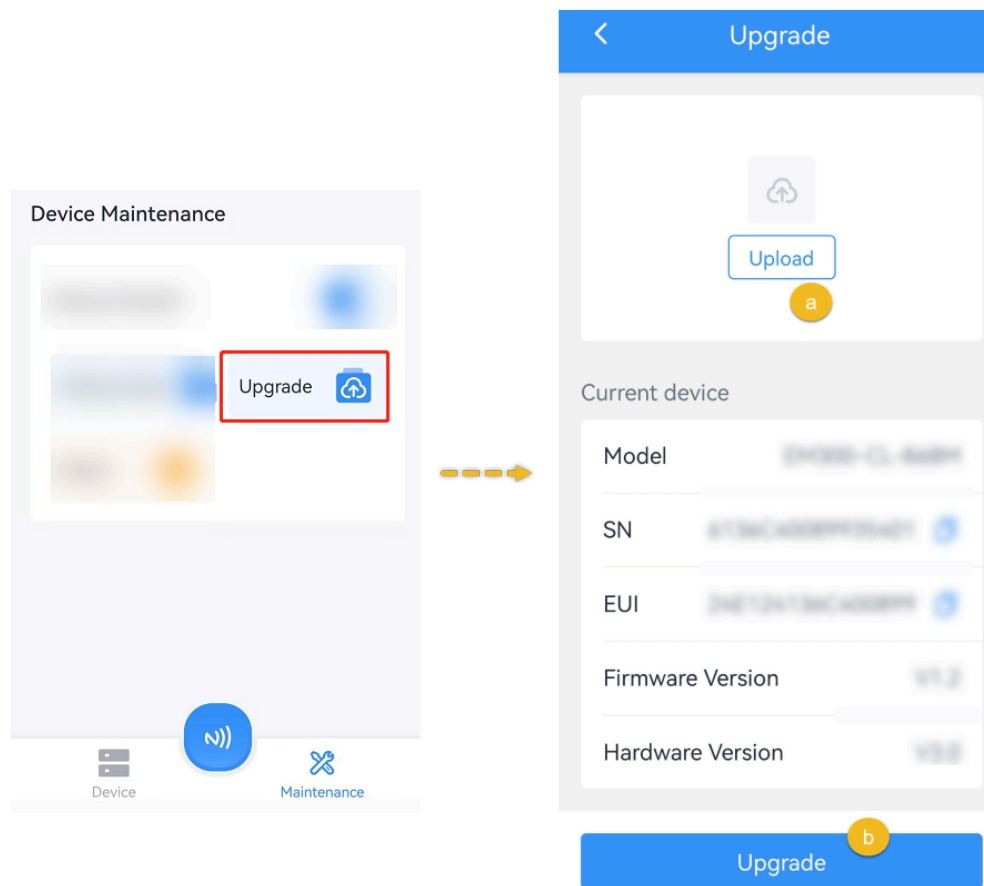 Device Maintenance
Upgrade
Device
Maintenance
Upgrade
Upload
a
Current device
Model
SN
EUI
Firmware Version
Hardware Version
b
Upgrade